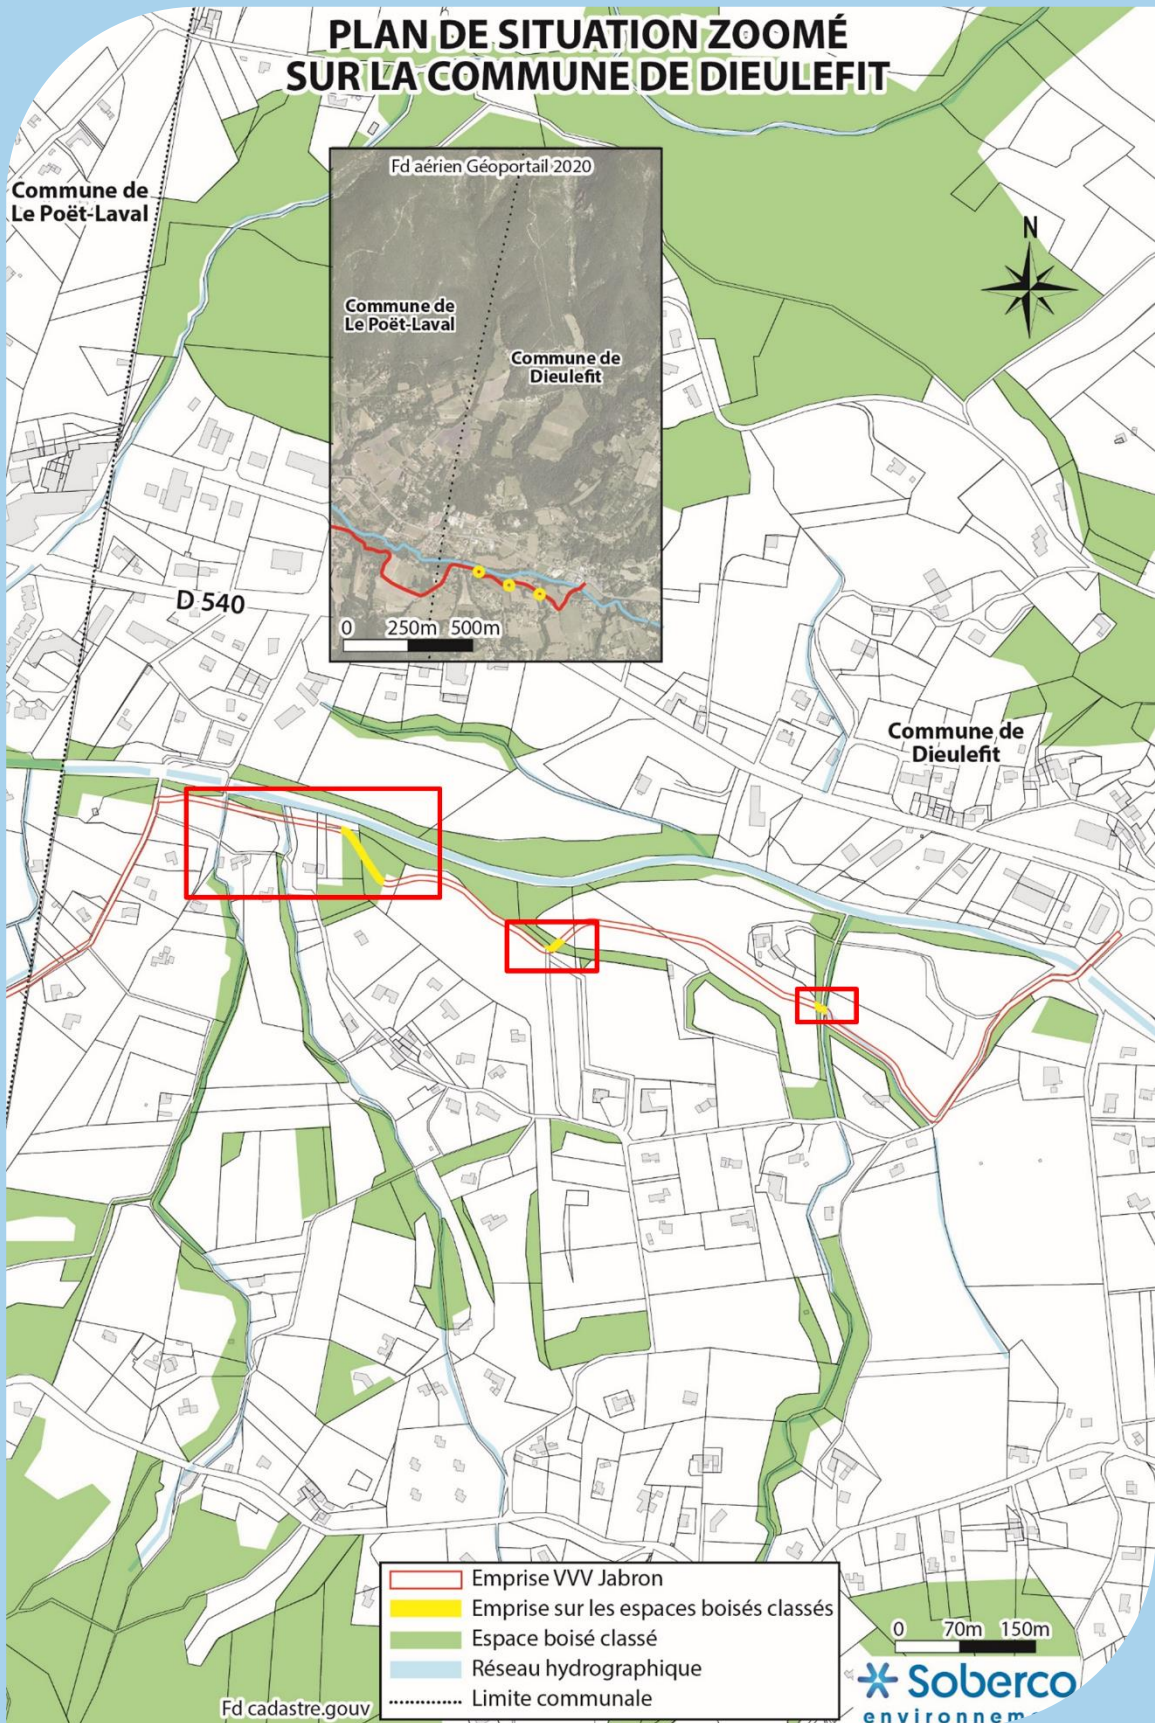 PLAN DE SITUATION ZOOMÉ
SUR LA COMMUNE DE DIEULEFIT
Commune de
Le Poët-Laval
Fd aérien Géoportail 2020
Commune de
Le Poët-Laval
Commune de
Dieulefit
0 250m 500m
N
D 540
Commune de
Dieulefit
Emprise VVV Jabron
Emprise sur les espaces boisés classés
Espace boisé classé
Réseau hydrographique
Limite communale
Fd cadastre.gouv
0 70m 150m
Soberco
environnem